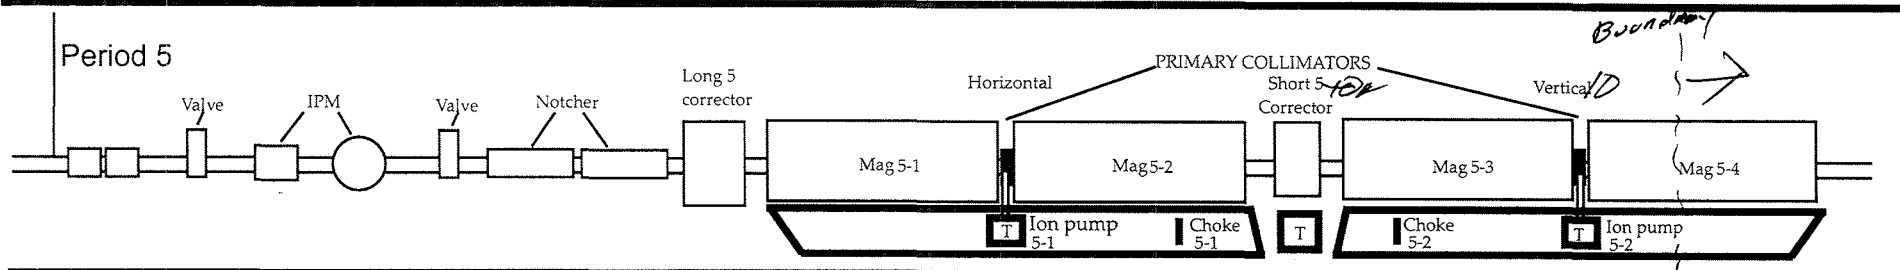 Boundary
Period 5
PRIMARY COLLIMATORS
Long 5
corrector
Horizontal
Short 5
Corrector
Vertical
Valve
IPM
Valve
Notcher
Mag 5-1
Mag 5-2
Mag 5-3
Mag 5-4
T
Ion pump
5-1
Choke
5-1
T
Choke
5-2
T
Ion pump
5-2